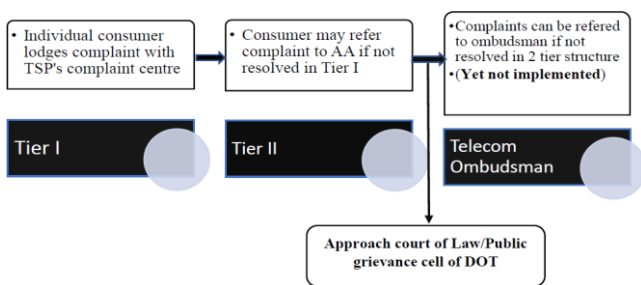 • Individual consumer
lodges complaint with
TSP's complaint centre
• Consumer may refer
complaint to AA if not
resolved in Tier I
• Complaints can be refered
to ombudsman if not
resolved in 2 tier structure
• (Yet not implemented)
Tier I
Tier II
Telecom
Ombudsman
Approach court of Law/Public
grievance cell of DOT